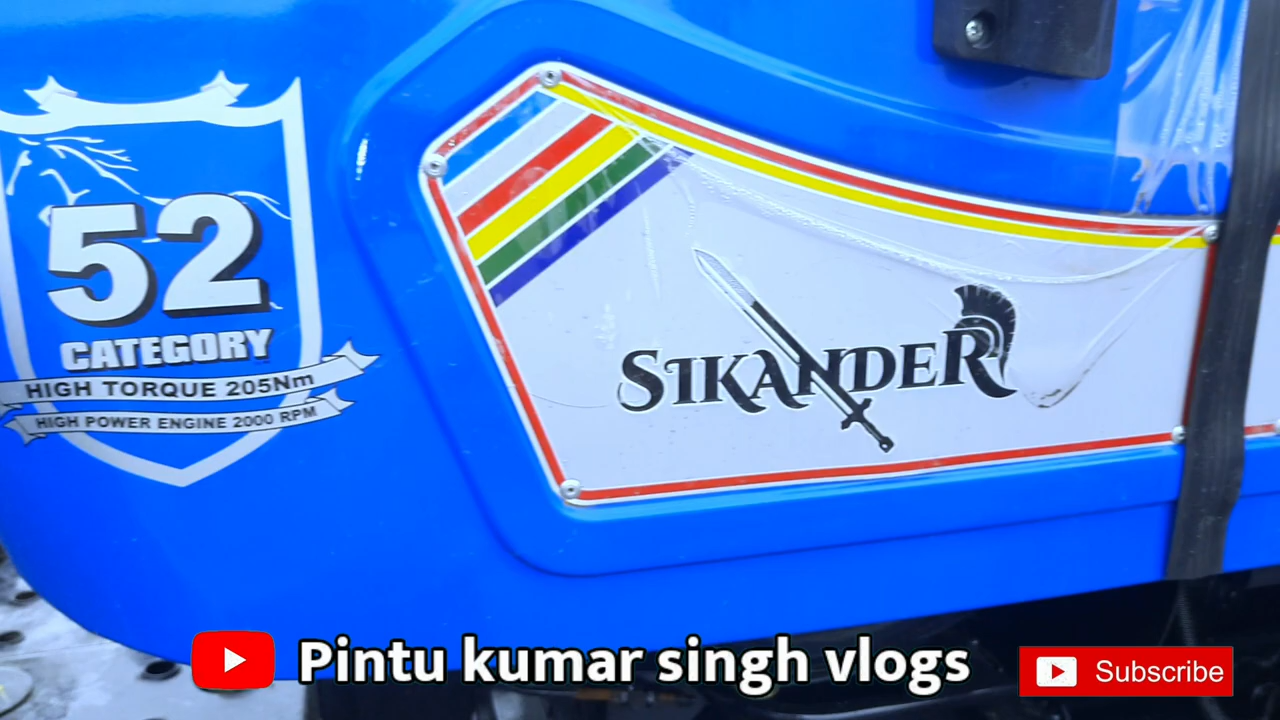 52
CATEGORY
HIGH TORQUE 205Nm
HIGH POWER ENGINE 2000 RPM
SIKANDER
Pintu kumar singh vlogs
Subscribe